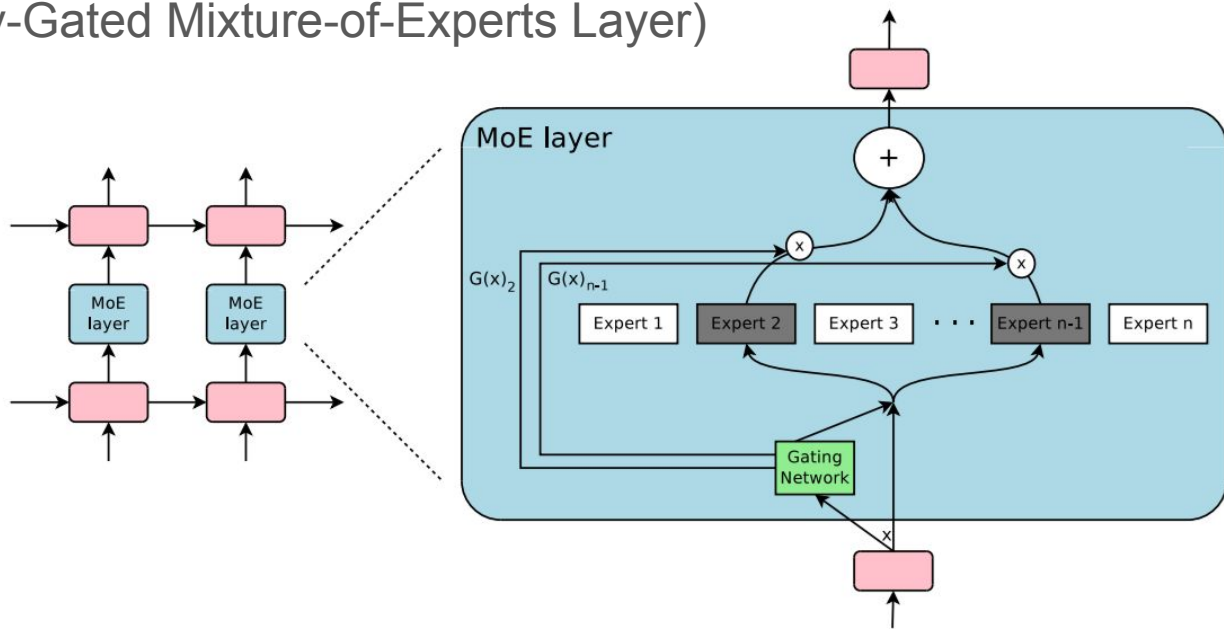 y-Gated Mixture-of-Experts Layer)
MoE layer
+
x
x
G(x)2
G(x)n-1
MoE
layer
MoE
layer
Expert 1
Expert 2
Expert 3
. . .
Expert n-1
Expert n
Gating
Network
x